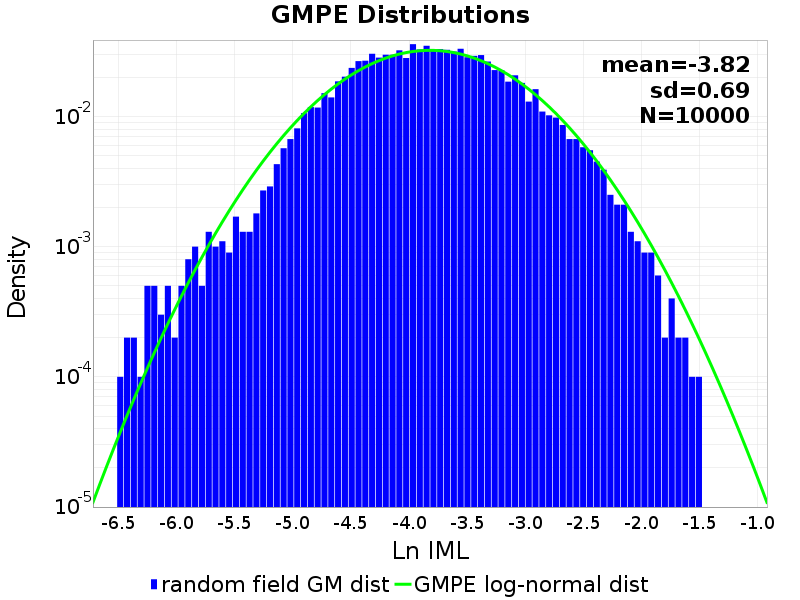 GMPE Distributions
mean=-3.82
sd=0.69
N=10000
10^-2
10^-3
10^-4
10^-5
Density
-6.5 -6.0 -5.5 -5.0 -4.5 -4.0 -3.5 -3.0 -2.5 -2.0 -1.5 -1.0
Ln IML
random field GM dist GMPE log-normal dist